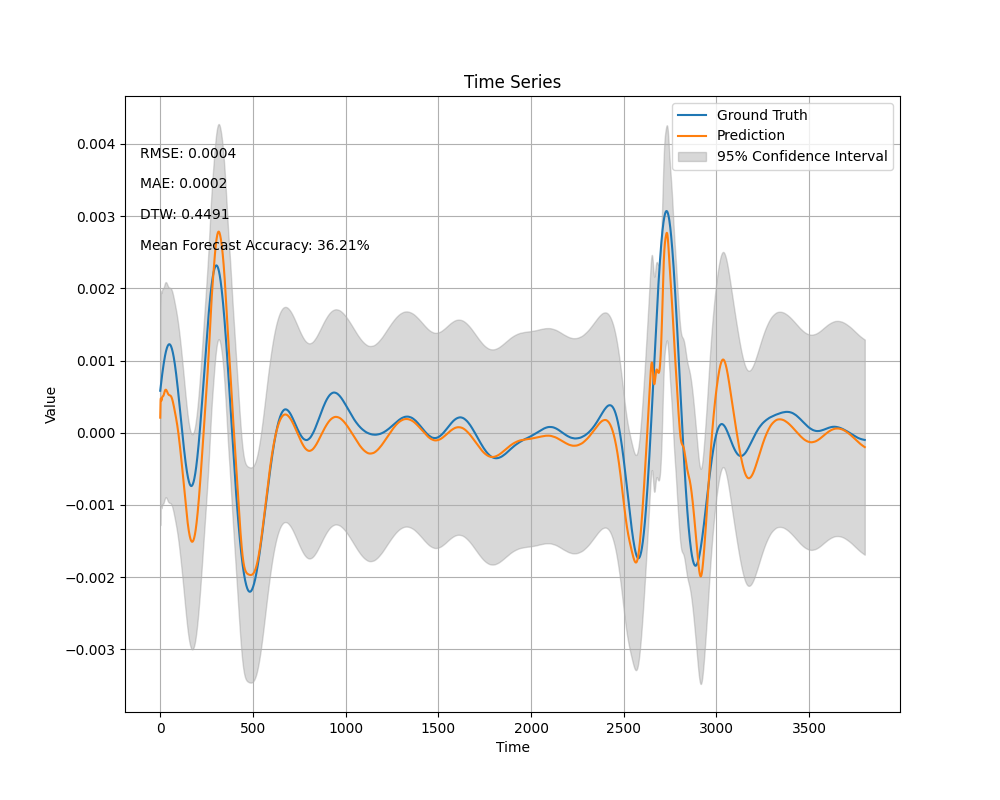 Time Series
Ground Truth
Prediction
95% Confidence Interval
RMSE: 0.0004
MAE: 0.0002
DTW: 0.4491
Mean Forecast Accuracy: 36.21%
Value
0.004
0.003
0.002
0.001
0.000
−0.001
−0.002
−0.003
0 500 1000 1500 2000 2500 3000 3500
Time